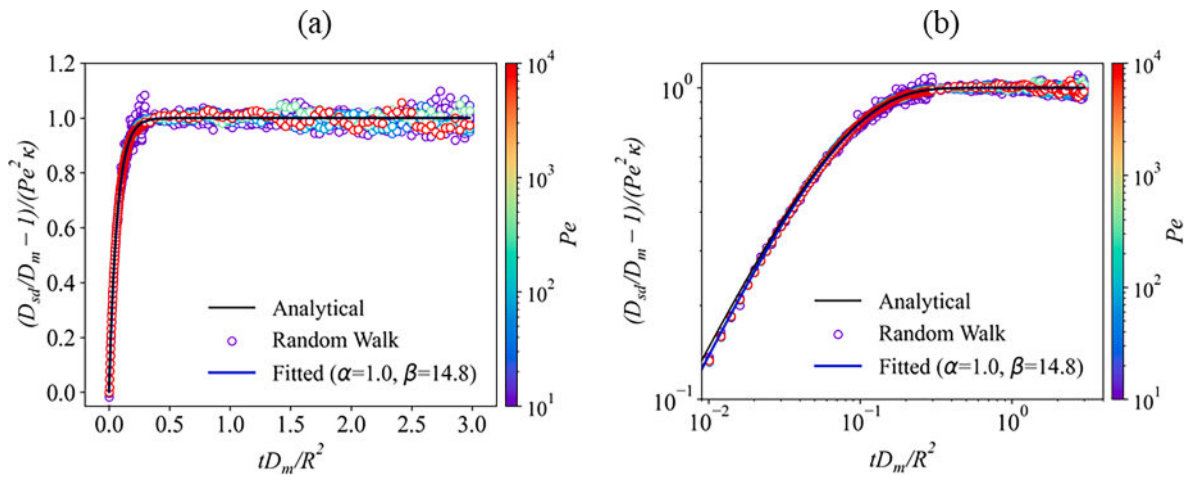 (a)
(D_sd/D_m − 1)/(Pe²κ)
1.2
1.0
0.8
0.6
0.4
0.2
0.0
Analytical
Random Walk
Fitted (α=1.0, β=14.8)
0.0 0.5 1.0 1.5 2.0 2.5 3.0
tD_m/R²
10⁴
10³
10²
10¹
Pe
(b)
(D_sd/D_m − 1)/(Pe²κ)
10⁰
10⁻¹
Analytical
Random Walk
Fitted (α=1.0, β=14.8)
10⁻² 10⁻¹ 10⁰
tD_m/R²
10⁴
10³
10²
10¹
Pe